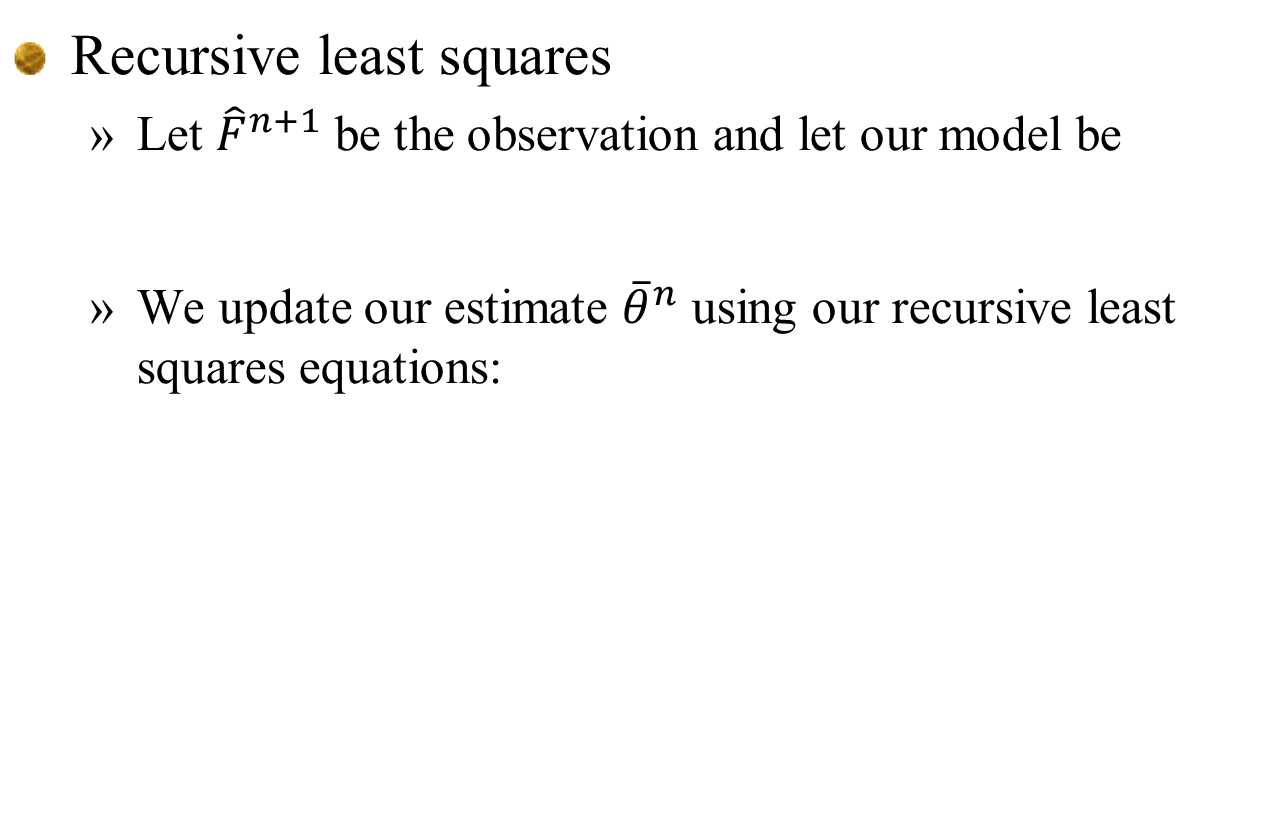 Recursive least squares
» Let F̂ⁿ⁺¹ be the observation and let our model be
» We update our estimate θ̄ⁿ using our recursive least
squares equations: